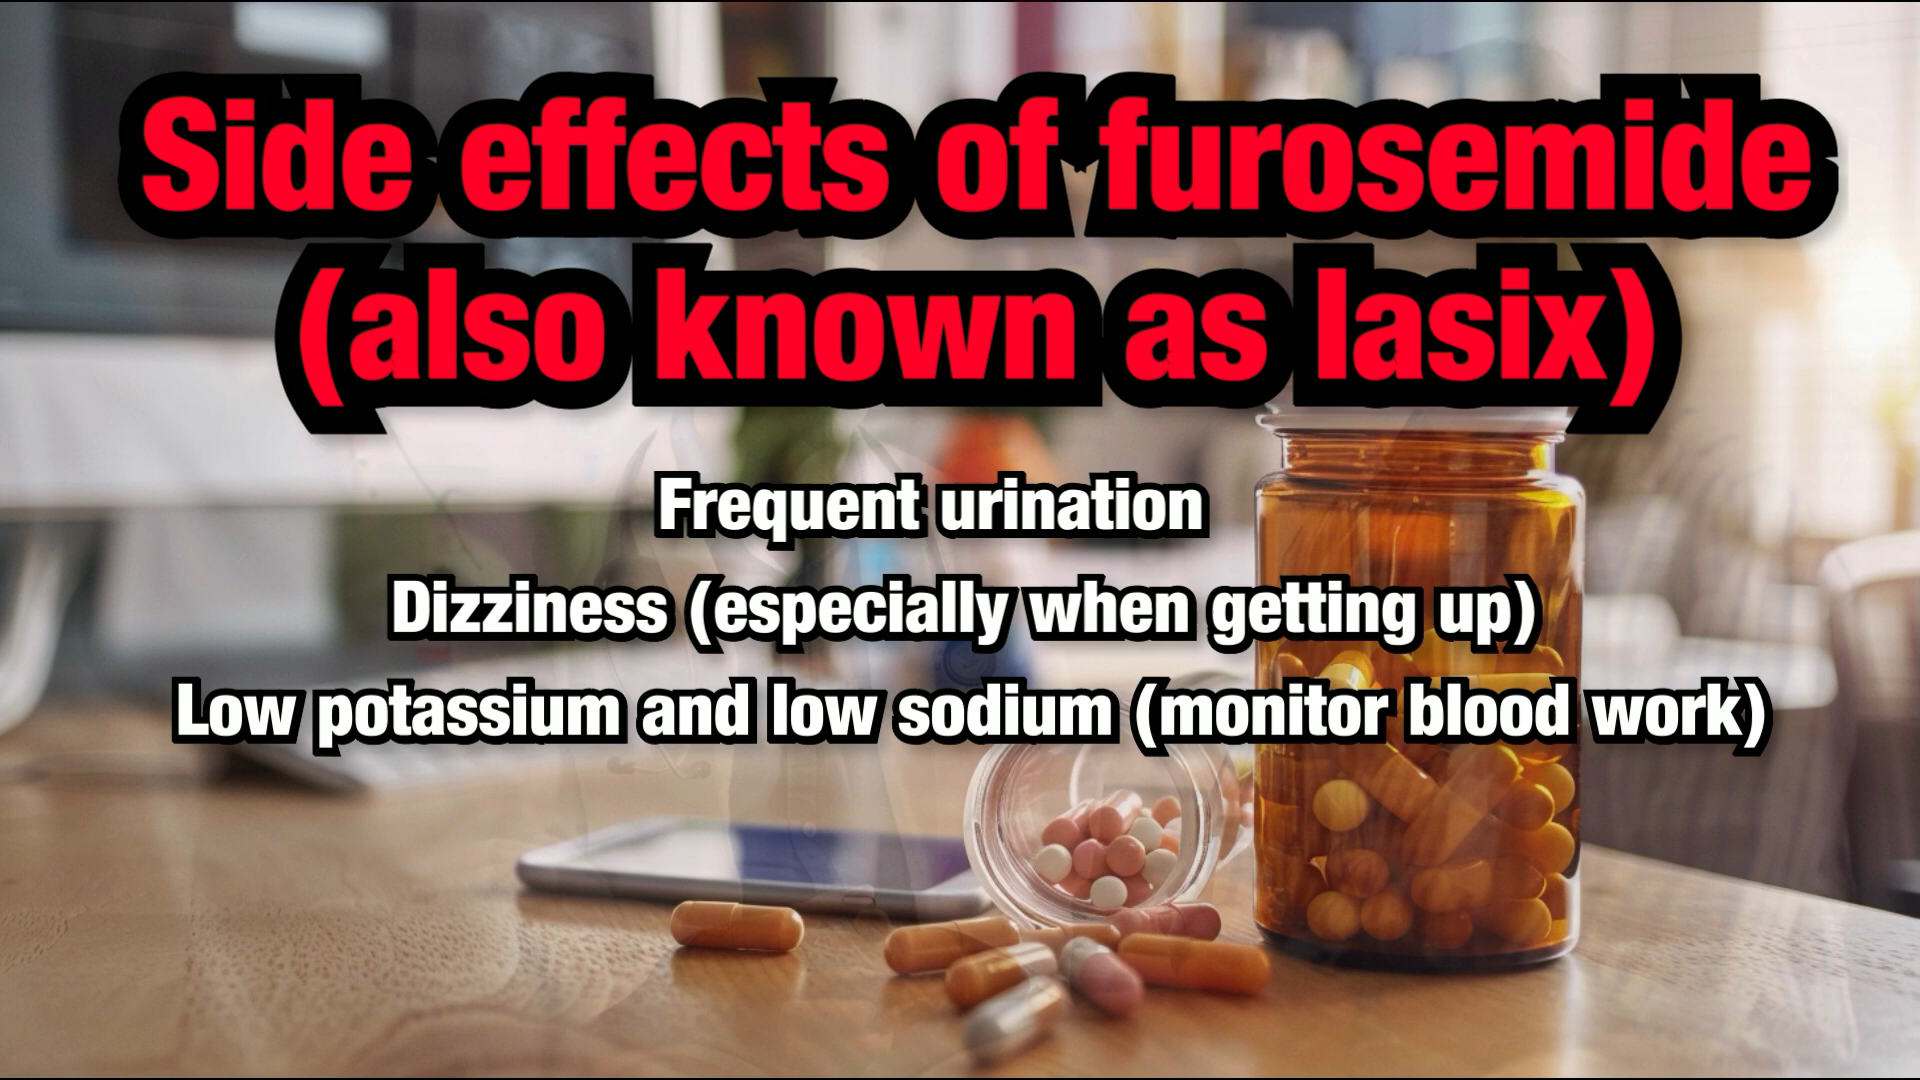 Side effects of furosemide
(also known as lasix)
Frequent urination
Dizziness (especially when getting up)
Low potassium and low sodium (monitor blood work)